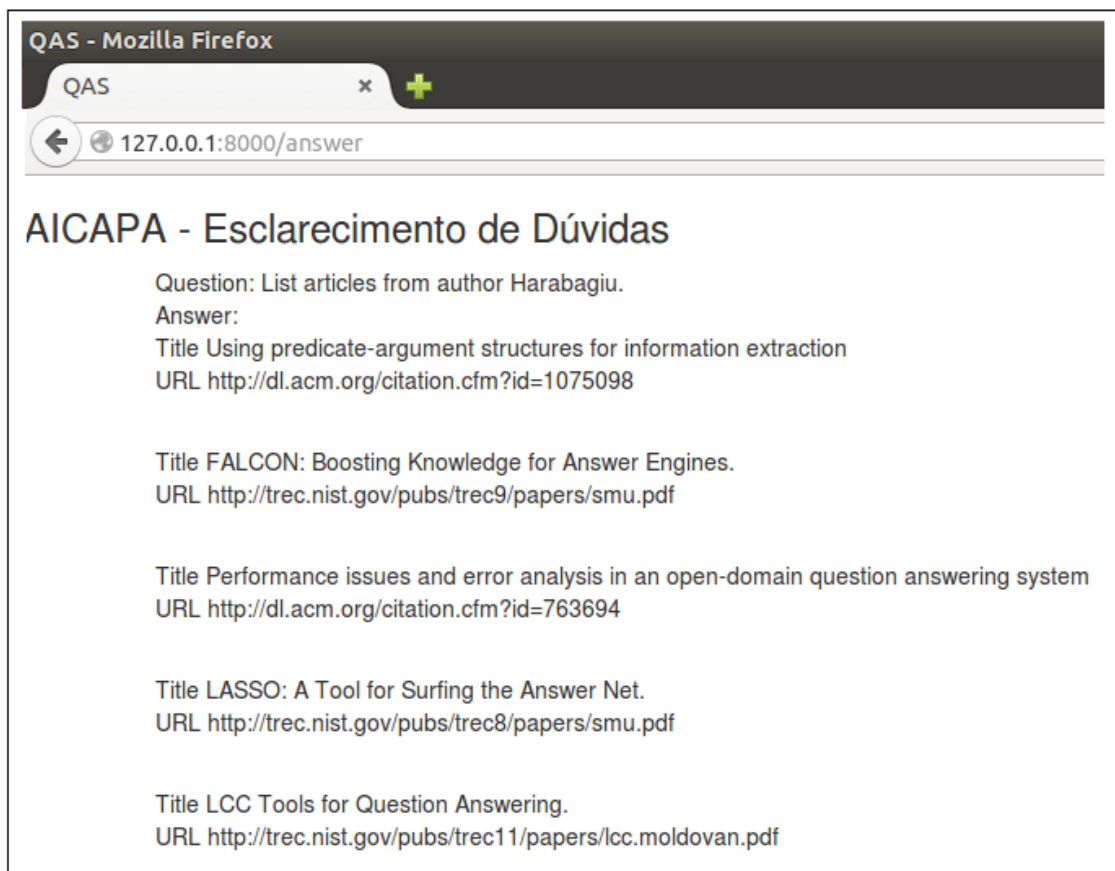 QAS - Mozilla Firefox
QAS
127.0.0.1:8000/answer
AICAPA - Esclarecimento de Dúvidas
Question: List articles from author Harabagiu.
Answer:
Title Using predicate-argument structures for information extraction
URL http://dl.acm.org/citation.cfm?id=1075098
Title FALCON: Boosting Knowledge for Answer Engines.
URL http://trec.nist.gov/pubs/trec9/papers/smu.pdf
Title Performance issues and error analysis in an open-domain question answering system
URL http://dl.acm.org/citation.cfm?id=763694
Title LASSO: A Tool for Surfing the Answer Net.
URL http://trec.nist.gov/pubs/trec8/papers/smu.pdf
Title LCC Tools for Question Answering.
URL http://trec.nist.gov/pubs/trec11/papers/lcc.moldovan.pdf